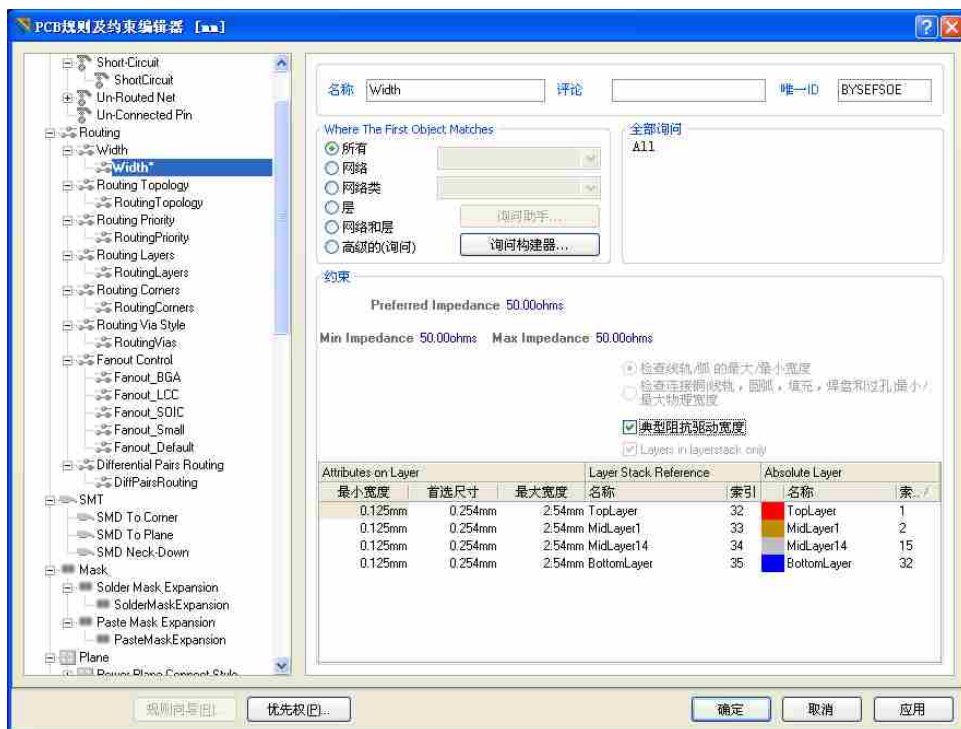 PCB规则及约束编辑器 [mm]
Short-Circuit
ShortCircuit
Un-Routed Net
Un-Connected Pin
Routing
Width
Width*
Routing Topology
RoutingTopology
Routing Priority
RoutingPriority
Routing Layers
RoutingLayers
Routing Corners
RoutingCorners
Routing Via Style
RoutingVias
Fanout Control
Fanout_BGA
Fanout_LCC
Fanout_SOIC
Fanout_Small
Fanout_Default
Differential Pairs Routing
DiffPairsRouting
SMT
SMD To Corner
SMD To Plane
SMD Neck-Down
Mask
Solder Mask Expansion
SolderMaskExpansion
Paste Mask Expansion
PasteMaskExpansion
Plane
Power Plane Connect Style
名称 Width 评论 唯一ID BYSEFSOE
Where The First Object Matches
所有
网络
网络类
层
网络和层
高级的(询问)
询问助手...
询问构建器...
全部询问
All
约束
Preferred Impedance 50.00ohms
Min Impedance 50.00ohms Max Impedance 50.00ohms
检查线轨/弧 的最大/最小宽度
检查连接铜(线轨，圆弧，填充，焊盘和过孔)最小/
最大物理宽度
典型阻抗驱动宽度
Layers in layerstack only
Attributes on Layer Layer Stack Reference Absolute Layer
最小宽度 首选尺寸 最大宽度 名称 索引 名称 索...
0.125mm 0.254mm 2.54mm TopLayer 32 TopLayer 1
0.125mm 0.254mm 2.54mm MidLayer1 33 MidLayer1 2
0.125mm 0.254mm 2.54mm MidLayer14 34 MidLayer14 15
0.125mm 0.254mm 2.54mm BottomLayer 35 BottomLayer 32
规则向导(R)... 优先权(P)... 确定 取消 应用